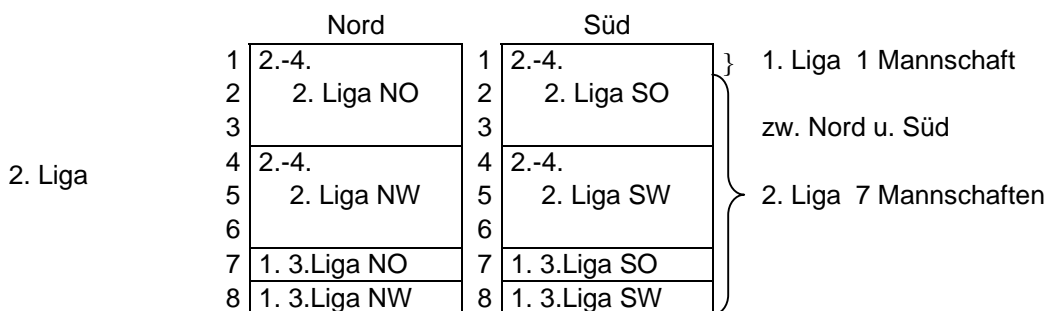 Nord Süd
1 2.-4. 1 2.-4. } 1. Liga 1 Mannschaft
2 2. Liga NO 2 2. Liga SO
3 3 zw. Nord u. Süd
4 2.-4. 4 2.-4.
2. Liga 5 2. Liga NW 5 2. Liga SW 2. Liga 7 Mannschaften
6 6
7 1. 3.Liga NO 7 1. 3.Liga SO
8 1. 3.Liga NW 8 1. 3.Liga SW